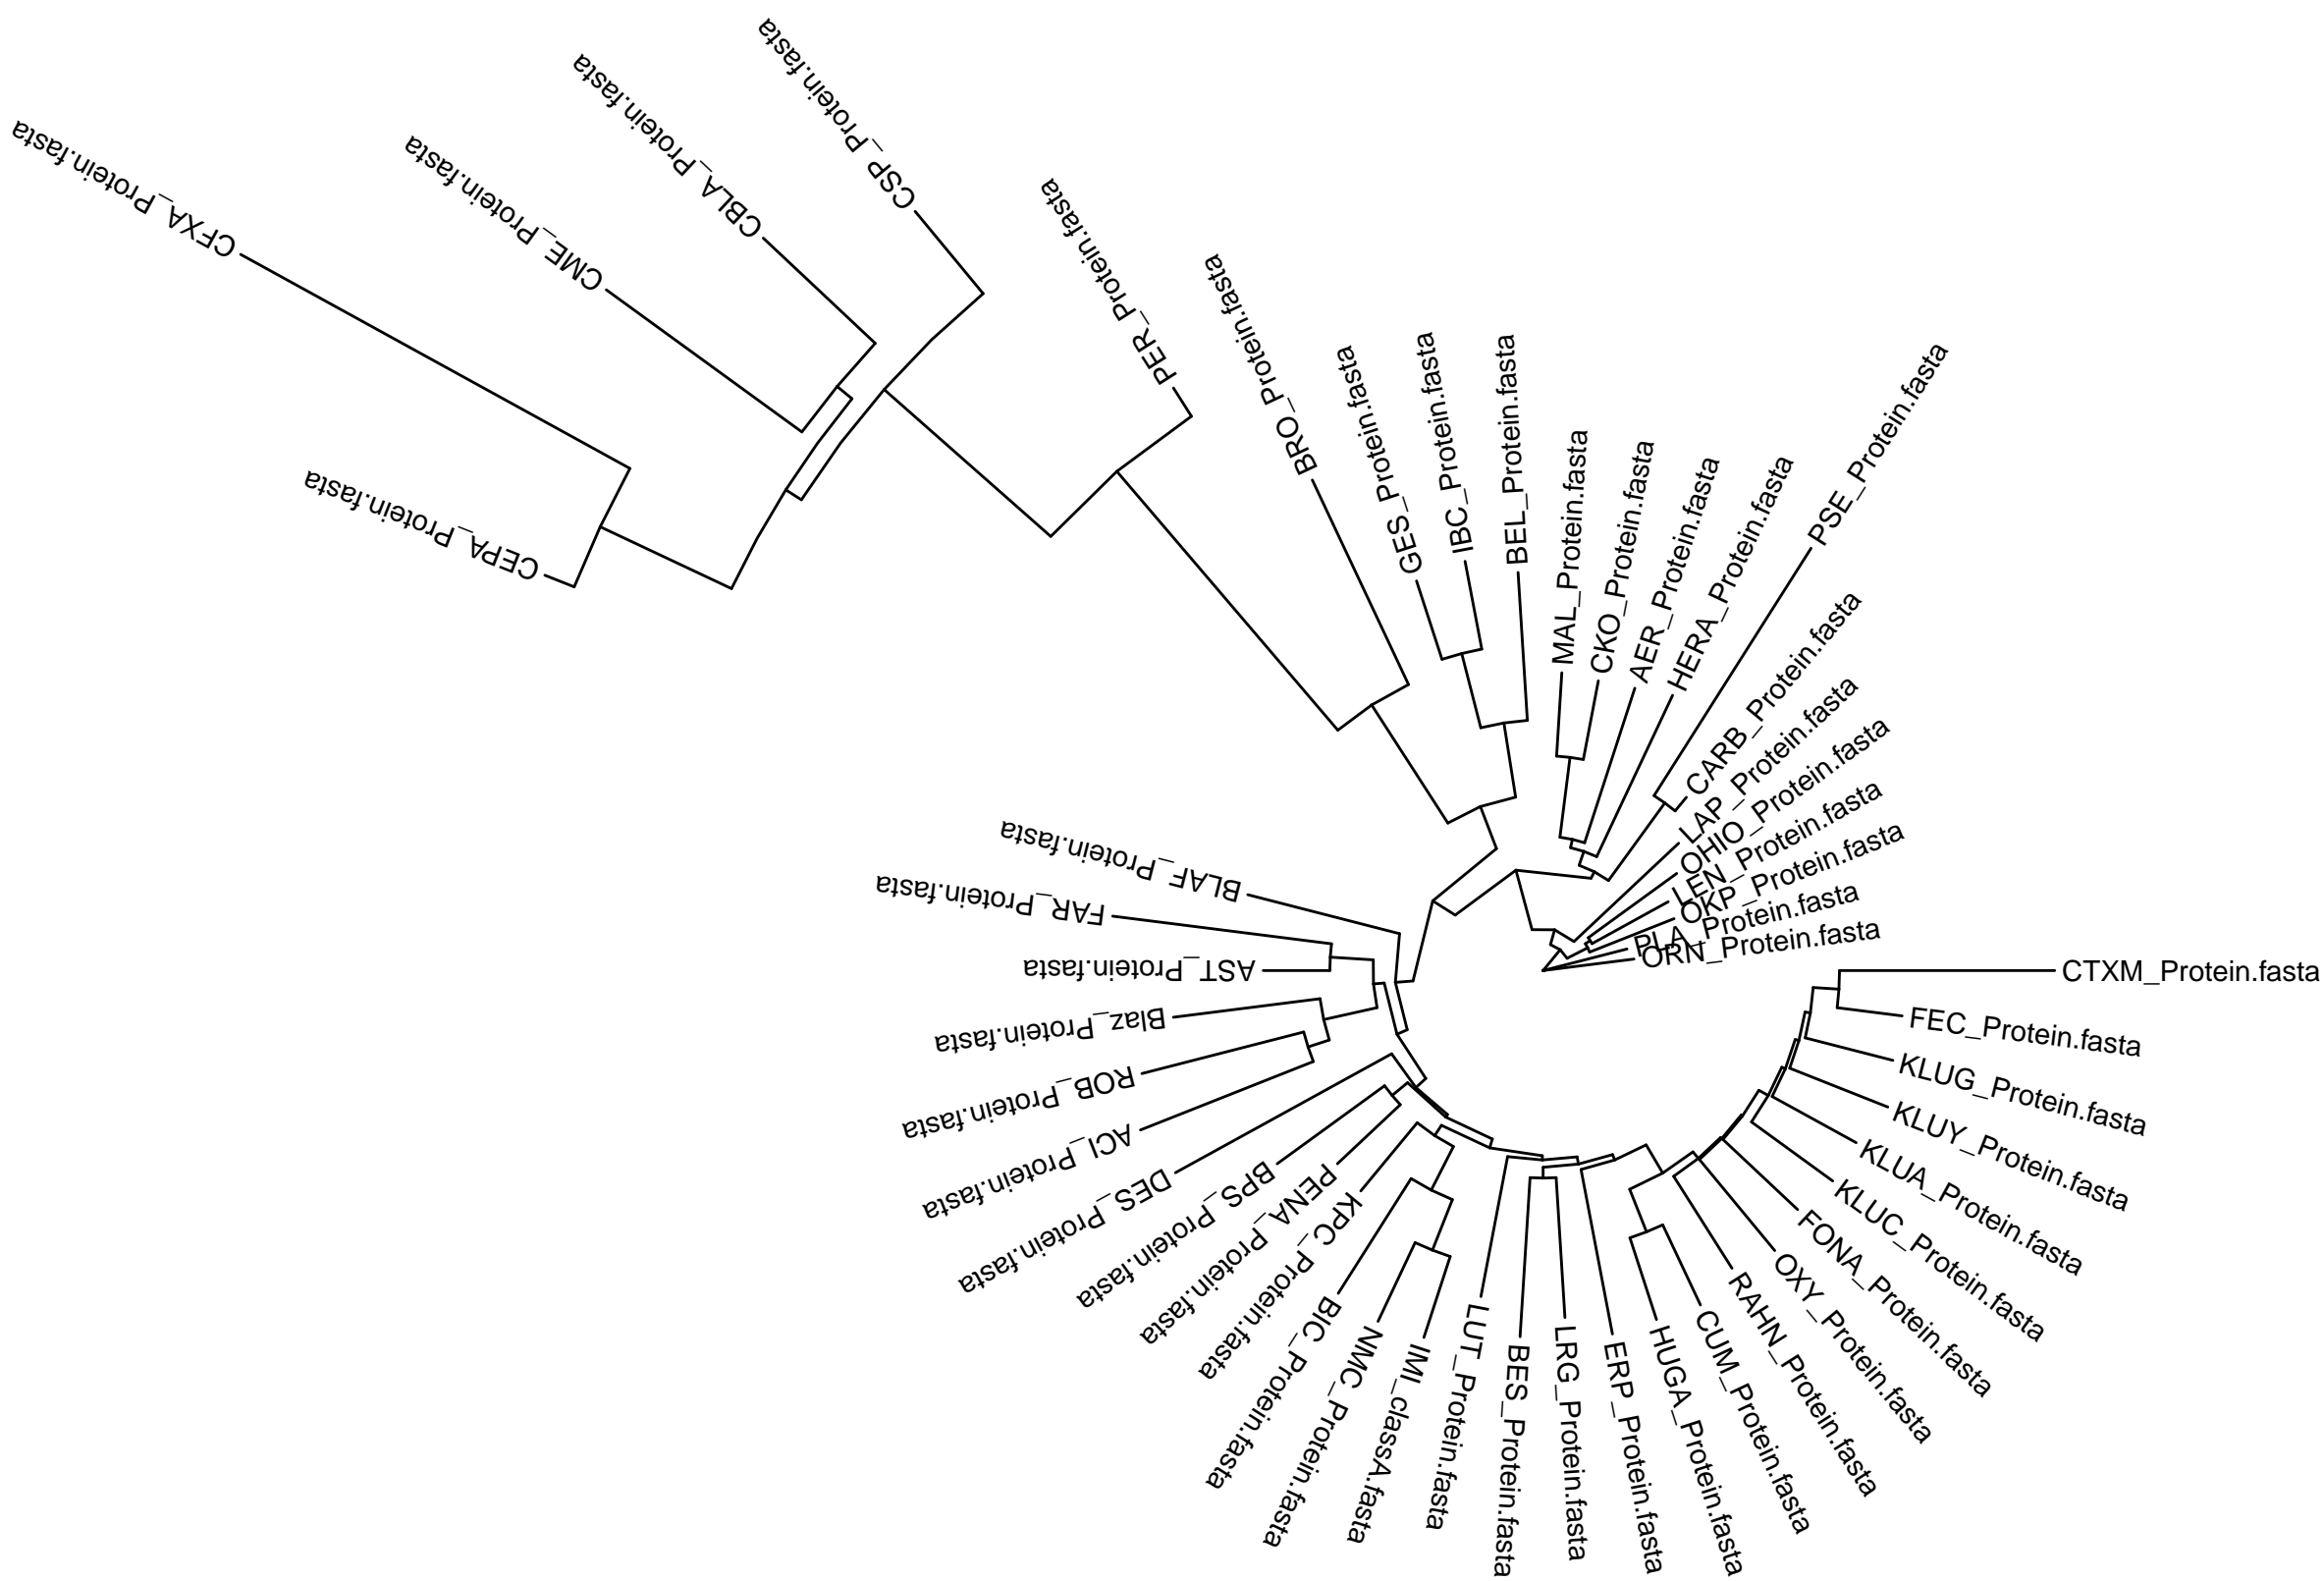 CSP_Protein.fasta
CBLA_Protein.fasta
CFXA_Protein.fasta
CME_Protein.fasta
PER_Protein.fasta
BRO_Protein.fasta
GES_Protein.fasta
IBC_Protein.fasta
BEL_Protein.fasta
MAL_Protein.fasta
CKO_Protein.fasta
AER_Protein.fasta
HERA_Protein.fasta
PSE_Protein.fasta
CARB_Protein.fasta
LAP_Protein.fasta
OHIO_Protein.fasta
LEN_Protein.fasta
OKP_Protein.fasta
PLA_Protein.fasta
ORN_Protein.fasta
CTXM_Protein.fasta
FEC_Protein.fasta
KLUG_Protein.fasta
KLUY_Protein.fasta
KLUA_Protein.fasta
KLUC_Protein.fasta
FONA_Protein.fasta
OXY_Protein.fasta
RAHN_Protein.fasta
CUM_Protein.fasta
HUGA_Protein.fasta
ERP_Protein.fasta
LRG_Protein.fasta
BES_Protein.fasta
LUT_Protein.fasta
IMI_classA.fasta
NMC_Protein.fasta
BIC_Protein.fasta
KPC_Protein.fasta
PENA_Protein.fasta
BPS_Protein.fasta
DES_Protein.fasta
ACI_Protein.fasta
ROB_Protein.fasta
Blaz_Protein.fasta
AST_Protein.fasta
FAR_Protein.fasta
BLAF_Protein.fasta
CEPA_Protein.fasta